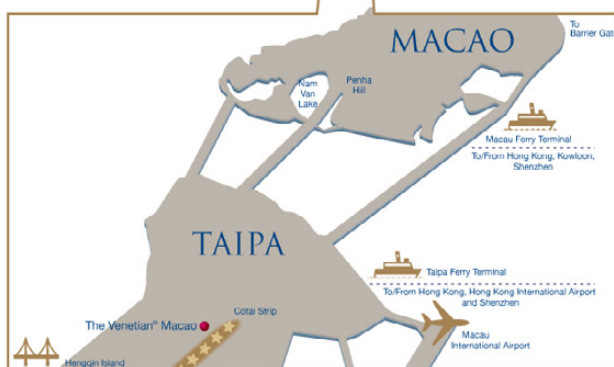 MACAO
To
Barrier Gat
Nam
Van
Lake
Penha
Hill
Macau Ferry Terminal
To/From Hong Kong, Kowloon,
Shenzhen
TAIPA
Taipa Ferry Terminal
To/From Hong Kong, Hong Kong International Airport
and Shenzhen
Cotai Strip
The Venetian® Macao
Macau
International Airport
Hengqin Island